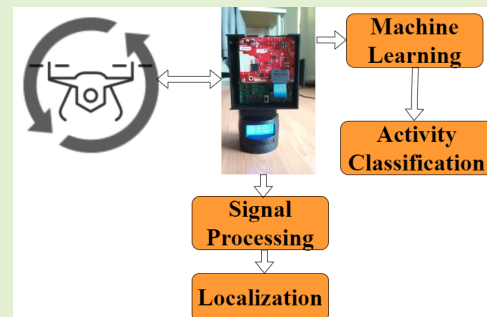 Machine
Learning
Activity
Classification
Signal
Processing
Localization